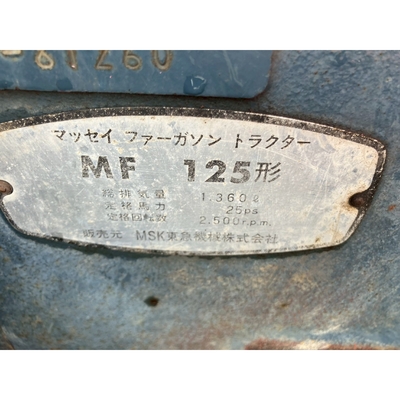 -81260
マッセイ ファーガソン トラクター
MF 125形
総排気量 1.360ℓ
定格馬力 25ps
定格回転数 2.500r.p.m.
販売元 MSK東急機械株式会社